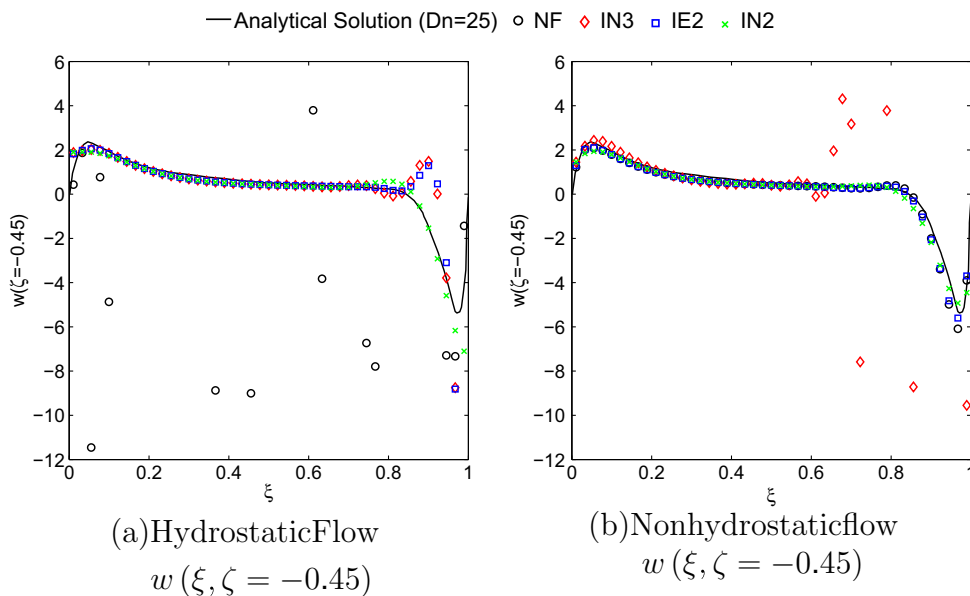 Analytical Solution (Dn=25) NF IN3 IE2 IN2
6
4
2
0
−2
−4
−6
−8
−10
−12
w(ζ=−0.45)
0 0.2 0.4 0.6 0.8 1
ξ
(a)HydrostaticFlow
w (ξ, ζ = −0.45)
6
4
2
0
−2
−4
−6
−8
−10
−12
w(ζ=−0.45)
0 0.2 0.4 0.6 0.8 1
ξ
(b)Nonhydrostaticflow
w (ξ, ζ = −0.45)